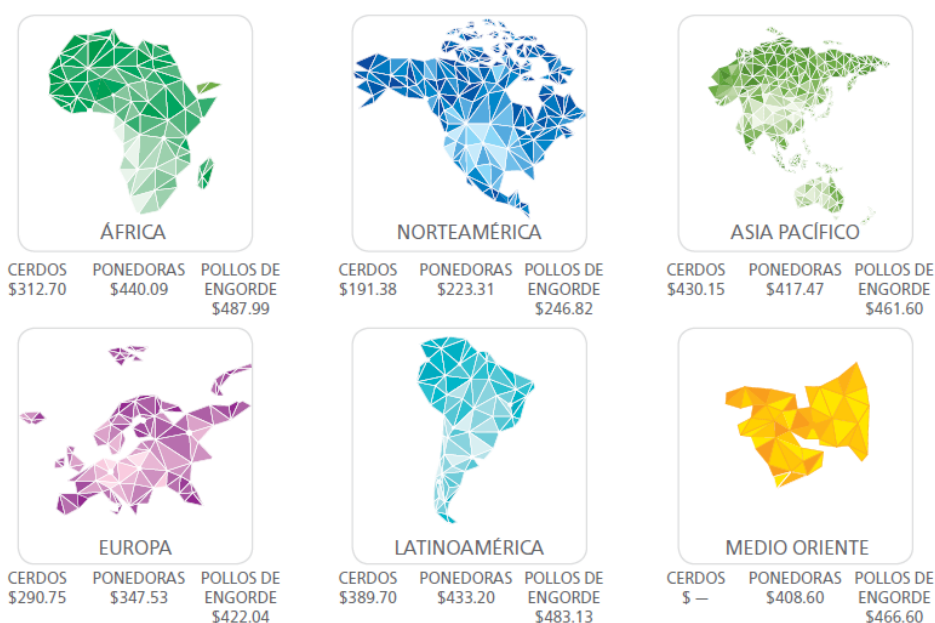 ÁFRICA
CERDOS PONEDORAS POLLOS DE
$312.70 $440.09 ENGORDE
$487.99
NORTEAMÉRICA
CERDOS PONEDORAS POLLOS DE
$191.38 $223.31 ENGORDE
$246.82
ASIA PACÍFICO
CERDOS PONEDORAS POLLOS DE
$430.15 $417.47 ENGORDE
$461.60
EUROPA
CERDOS PONEDORAS POLLOS DE
$290.75 $347.53 ENGORDE
$422.04
LATINOAMÉRICA
CERDOS PONEDORAS POLLOS DE
$389.70 $433.20 ENGORDE
$483.13
MEDIO ORIENTE
CERDOS PONEDORAS POLLOS DE
$ — $408.60 ENGORDE
$466.60